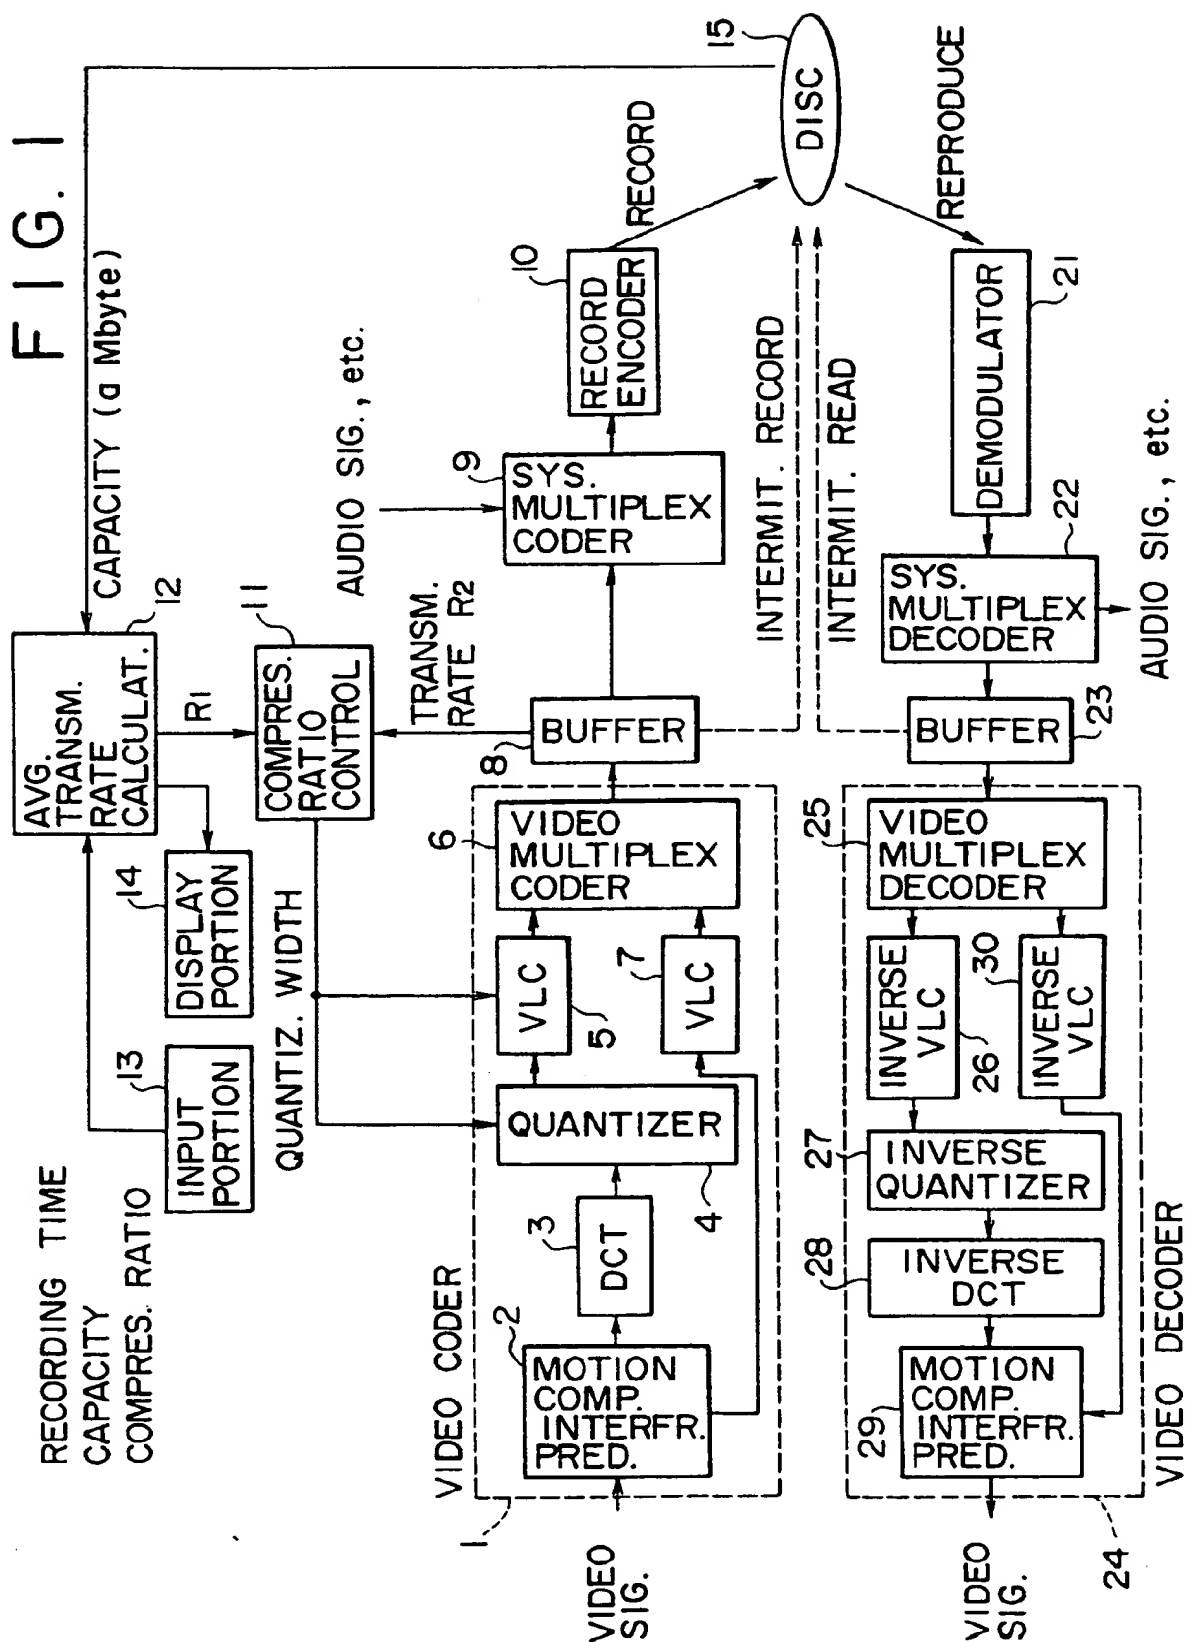 FIG. 1
RECORDING TIME
CAPACITY
COMPRES. RATIO
13
INPUT
PORTION
14
DISPLAY
PORTION
AVG.
TRANSM.
RATE
CALCULAT.
12
CAPACITY (a Mbyte)
R1
QUANTIZ. WIDTH
COMPRES.
RATIO
CONTROL
11
TRANSM.
RATE R2
AUDIO SIG., etc.
VIDEO CODER
1
VIDEO
SIG.
2
MOTION
COMP.
INTERFR.
PRED.
3
DCT
4
QUANTIZER
5
VLC
7
VLC
6
VIDEO
MULTIPLEX
CODER
8
BUFFER
9
SYS.
MULTIPLEX
CODER
10
RECORD
ENCODER
RECORD
15
DISC
INTERMIT. RECORD
INTERMIT. READ
REPRODUCE
VIDEO
SIG.
24
VIDEO DECODER
29
MOTION
COMP.
INTERFR.
PRED.
28
INVERSE
DCT
27
INVERSE
QUANTIZER
INVERSE
VLC
26
30
INVERSE
VLC
25
VIDEO
MULTIPLEX
DECODER
BUFFER
23
SYS.
MULTIPLEX
DECODER
22
AUDIO SIG., etc.
DEMODULATOR
21